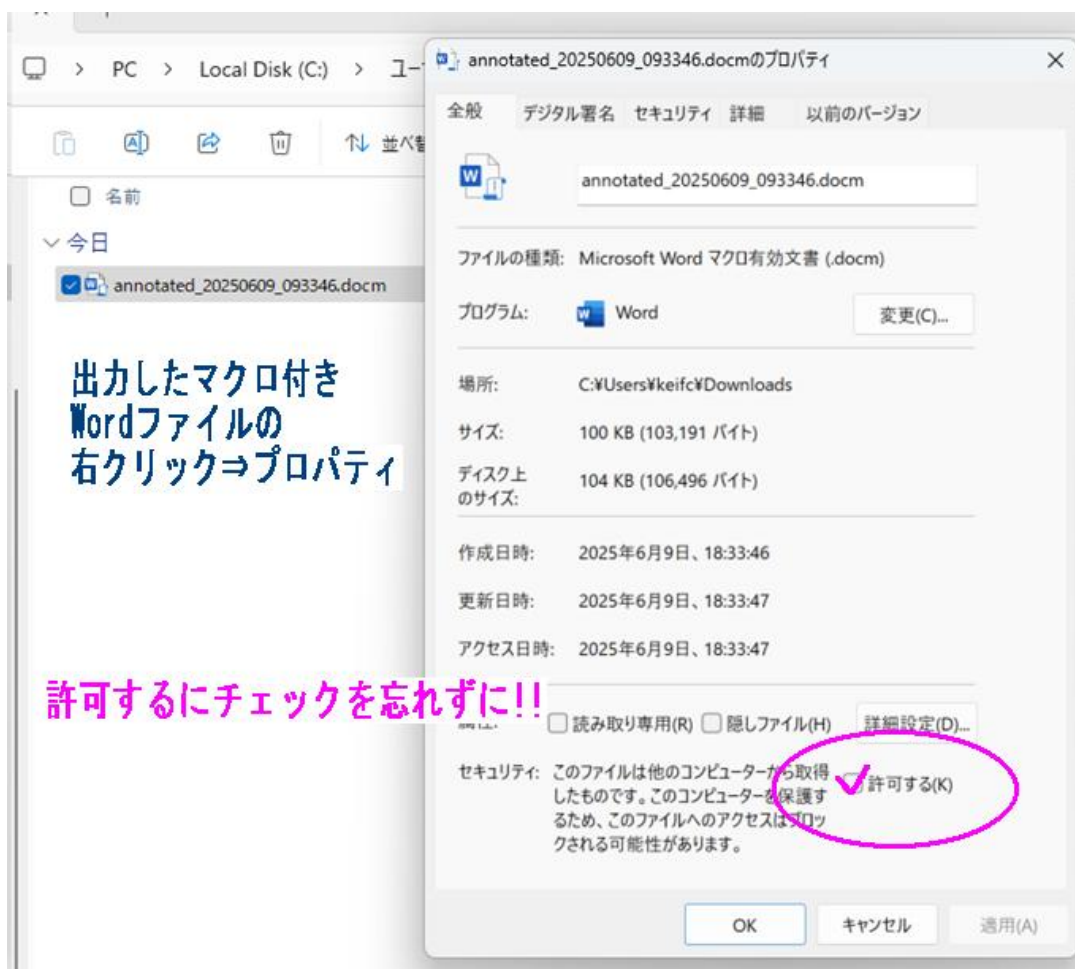 PC > Local Disk (C:) >
並べ替
名前
今日
annotated_20250609_093346.docm
出力したマクロ付き
Wordファイルの
右クリック⇒プロパティ
許可するにチェックを忘れずに!!
annotated_20250609_093346.docmのプロパティ
全般 デジタル署名 セキュリティ 詳細 以前のバージョン
annotated_20250609_093346.docm
ファイルの種類: Microsoft Word マクロ有効文書 (.docm)
プログラム: Word 変更(C)...
場所: C:¥Users¥keifc¥Downloads
サイズ: 100 KB (103,191 バイト)
ディスク上
のサイズ: 104 KB (106,496 バイト)
作成日時: 2025年6月9日、18:33:46
更新日時: 2025年6月9日、18:33:47
アクセス日時: 2025年6月9日、18:33:47
読み取り専用(R) 隠しファイル(H) 詳細設定(D)...
セキュリティ: このファイルは他のコンピューターから取得
したものです。このコンピューターを保護す
るため、このファイルへのアクセスはブロッ
クされる可能性があります。
許可する(K)
OK キャンセル 適用(A)